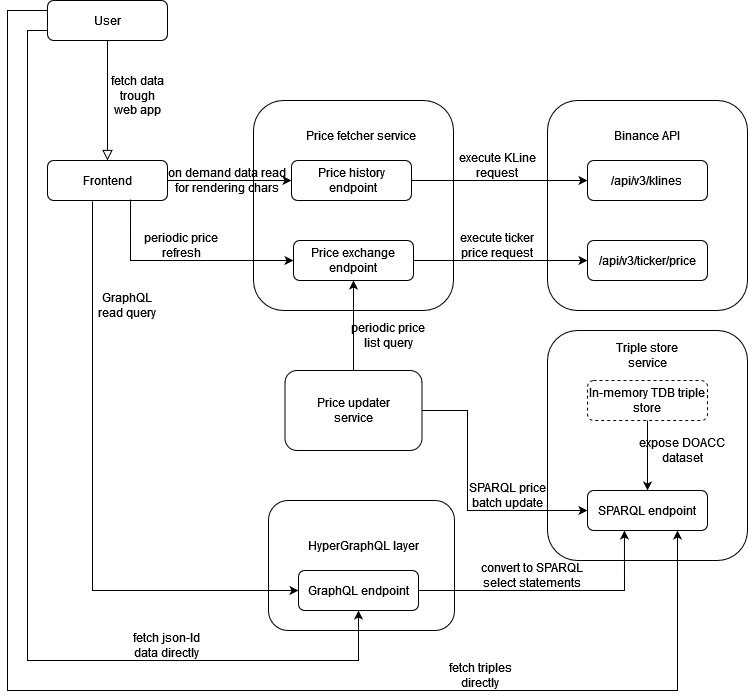 User
fetch data
trough
web app
Frontend
Price fetcher service
Binance API
on demand data read
for rendering chars
Price history
endpoint
execute KLine
request
/api/v3/klines
periodic price
refresh
Price exchange
endpoint
execute ticker
price request
/api/v3/ticker/price
GraphQL
read query
periodic price
list query
Triple store
service
In-memory TDB triple
store
Price updater
service
expose DOACC
dataset
SPARQL price
batch update
SPARQL endpoint
HyperGraphQL layer
GraphQL endpoint
convert to SPARQL
select statements
fetch json-ld
data directly
fetch triples
directly